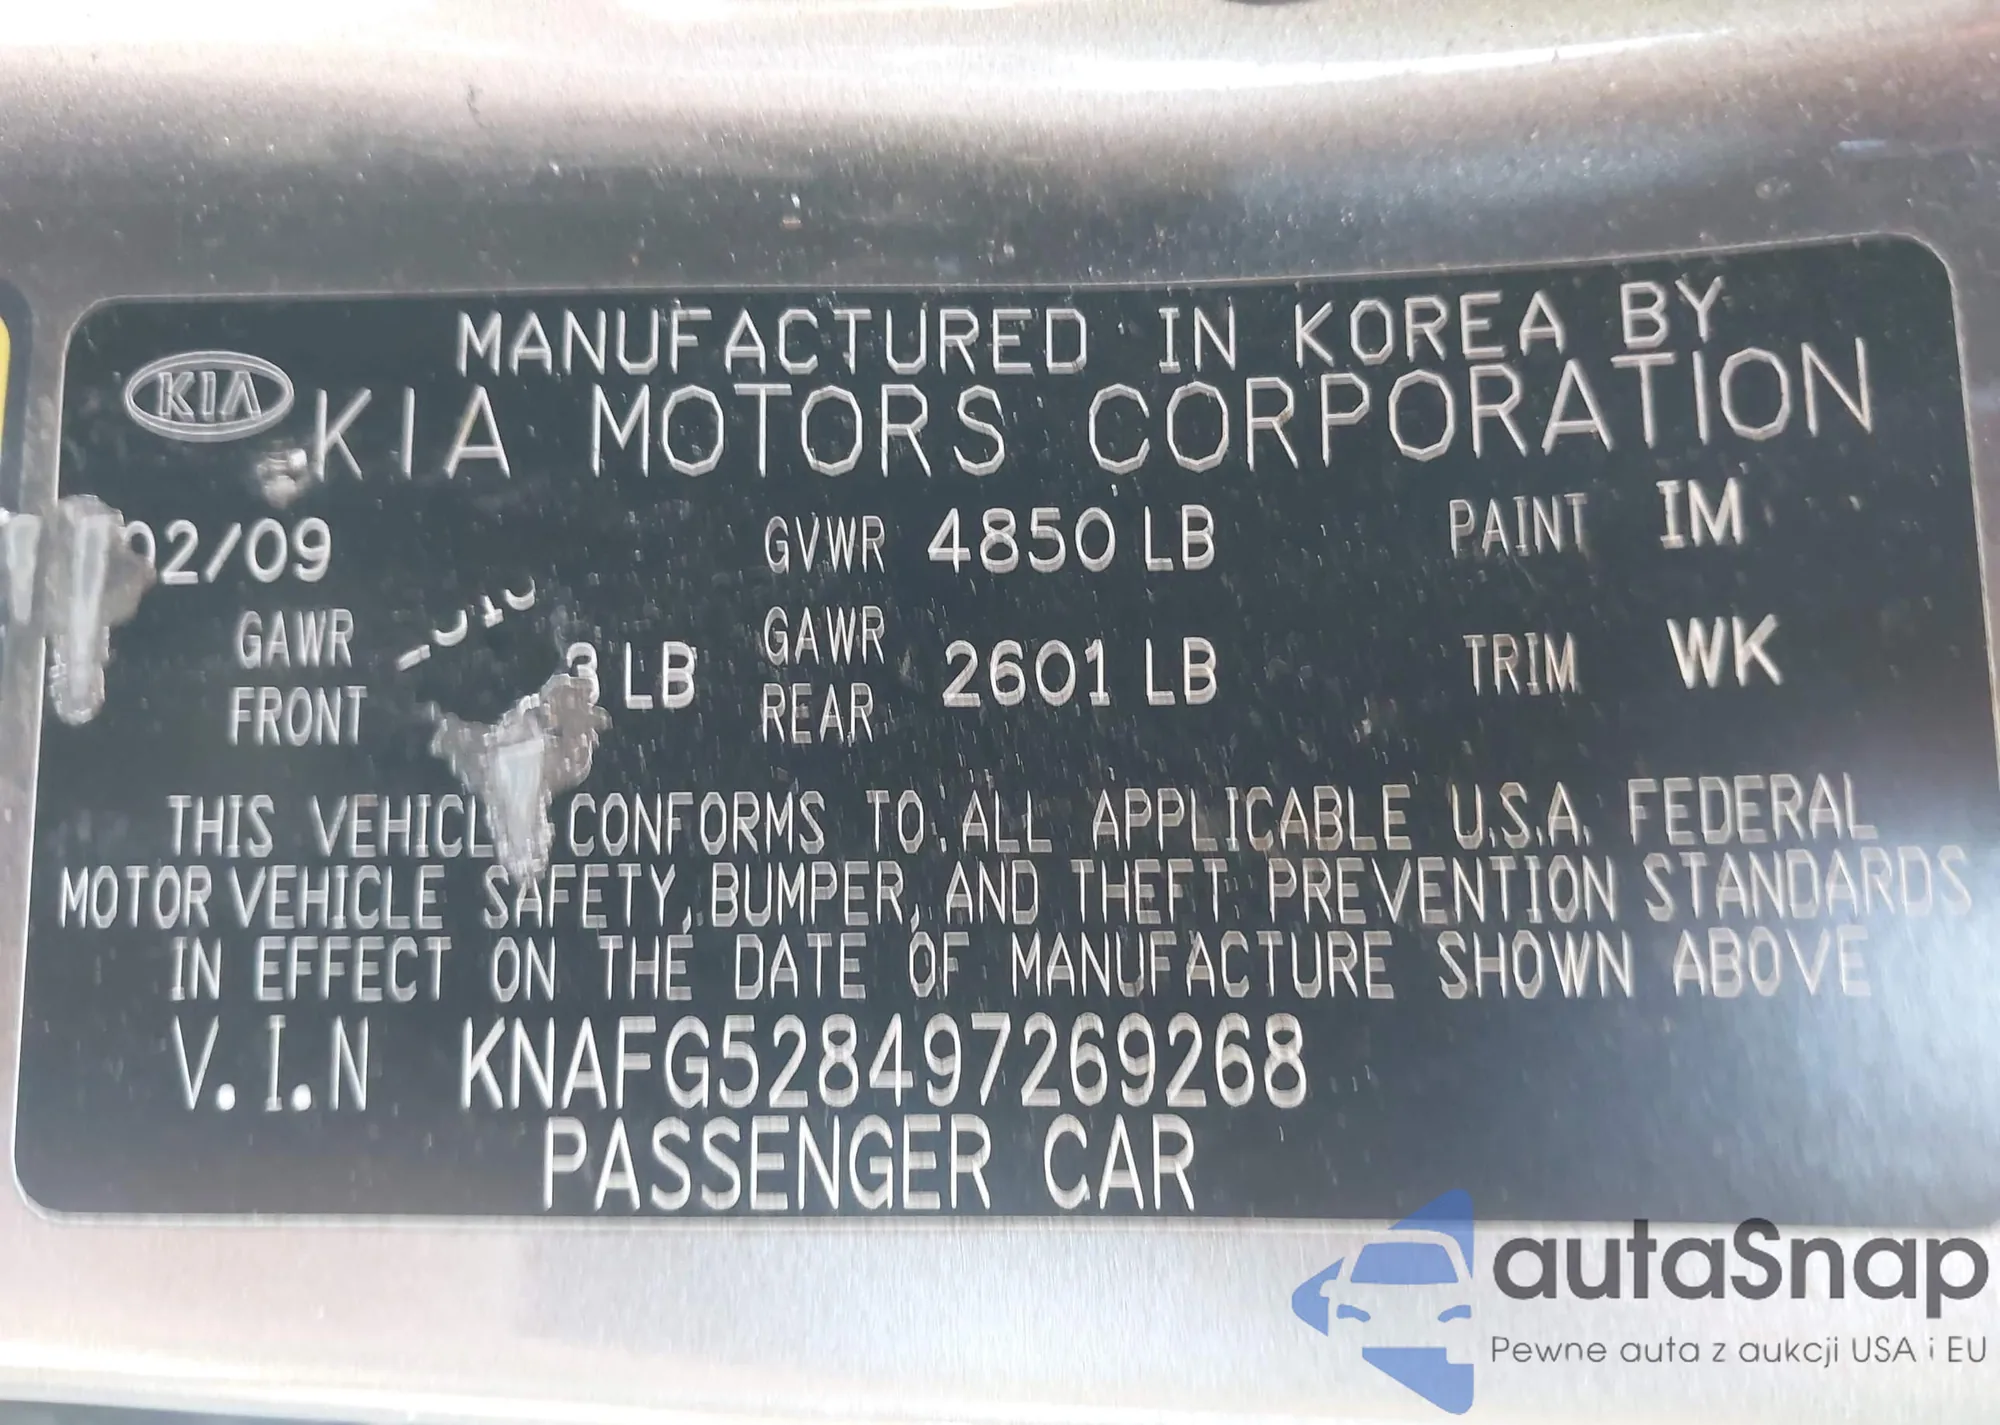 MANUFACTURED IN KOREA BY
KIA
KIA MOTORS CORPORATION
02/09 GVWR 4850 LB PAINT IM
GAWR FRONT LB GAWR REAR 2601 LB TRIM WK
THIS CONFORMS TO ALL APPLICABLE U.S.A. FEDERAL
MOTOR VEHICLE SAFETY, BUMPER, AND THEFT PREVENTION STANDARDS
IN EFFECT ON THE DATE OF MANUFACTURE SHOWN ABOVE
V.I.N KNAFG528497269268
PASSENGER CAR
autaSnap
Pewne auta z aukcji USA i EU